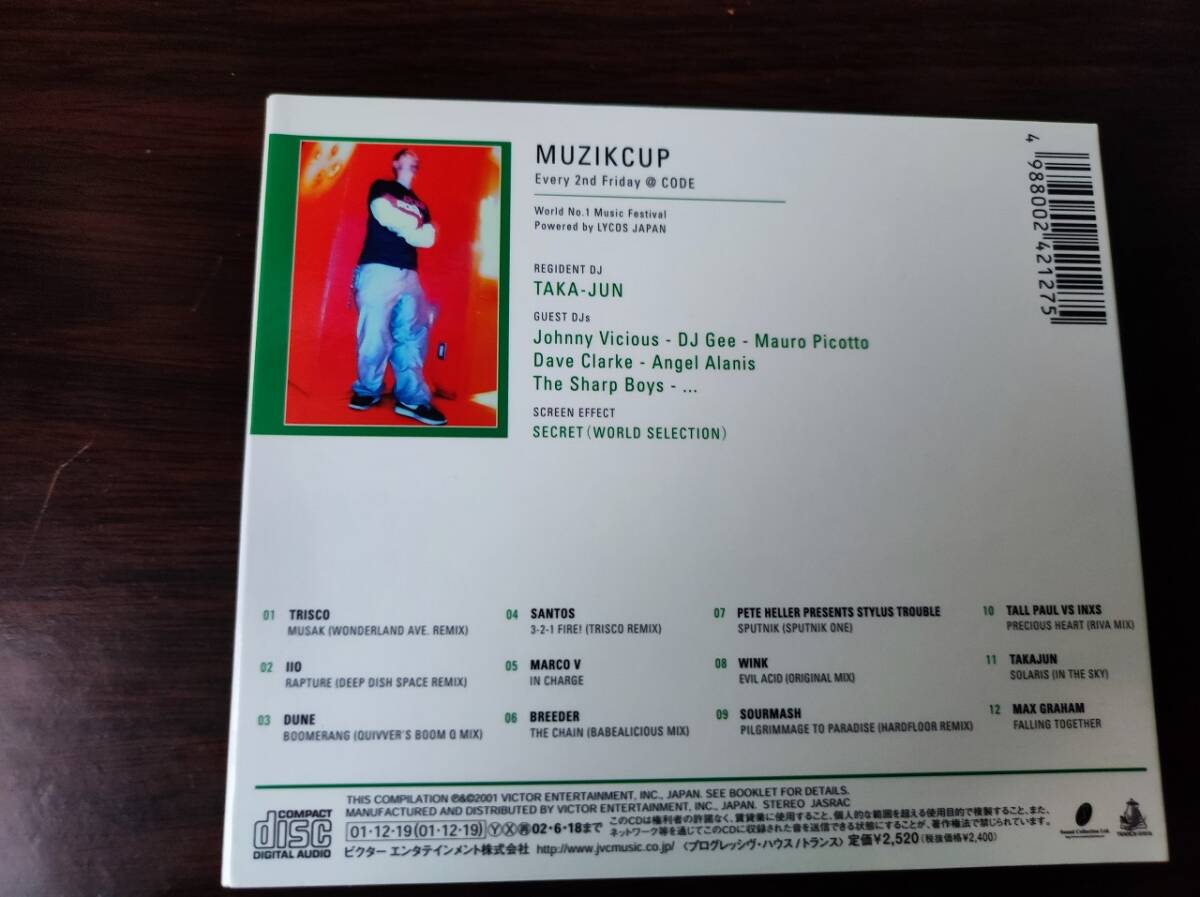 MUZIKCUP
Every 2nd Friday @ CODE
World No.1 Music Festival
Powered by LYCOS JAPAN
REGIDENT DJ
TAKA-JUN
GUEST DJs
Johnny Vicious - DJ Gee - Mauro Picotto
Dave Clarke - Angel Alanis
The Sharp Boys - ...
SCREEN EFFECT
SECRET (WORLD SELECTION)
4 988002 421275
01 TRISCO
MUSAK (WONDERLAND AVE. REMIX)
02 IIO
RAPTURE (DEEP DISH SPACE REMIX)
03 DUNE
BOOMERANG (QUIVVER'S BOOM Q MIX)
04 SANTOS
3-2-1 FIRE! (TRISCO REMIX)
05 MARCO V
IN CHARGE
06 BREEDER
THE CHAIN (BABEALICIOUS MIX)
07 PETE HELLER PRESENTS STYLUS TROUBLE
SPUTNIK (SPUTNIK ONE)
08 WINK
EVIL ACID (ORIGINAL MIX)
09 SOURMASH
PILGRIMMAGE TO PARADISE (HARDFLOOR REMIX)
10 TALL PAUL VS INXS
PRECIOUS HEART (RIVA MIX)
11 TAKAJUN
SOLARIS (IN THE SKY)
12 MAX GRAHAM
FALLING TOGETHER
COMPACT
disc
DIGITAL AUDIO
THIS COMPILATION ℗&©2001 VICTOR ENTERTAINMENT, INC., JAPAN. SEE BOOKLET FOR DETAILS.
MANUFACTURED AND DISTRIBUTED BY VICTOR ENTERTAINMENT, INC., JAPAN. STEREO JASRAC
01・12・19(01・12・19) Ⓨ Ⓧ ㊢ 02・6・18まで
このCDは権利者の許諾なく、賃貸業に使用すること、個人的な範囲を超える使用目的で複製すること、また、
ネットワーク等を通じてこのCDに収録された音を送信できる状態にすることが、著作権法で禁じられています。
ビクター エンタテインメント株式会社 http://www.jvcmusic.co.jp/ 〈プログレッシヴ・ハウス/トランス〉 定価¥2,520(税抜価格¥2,400)
Sound Collection Ltd.